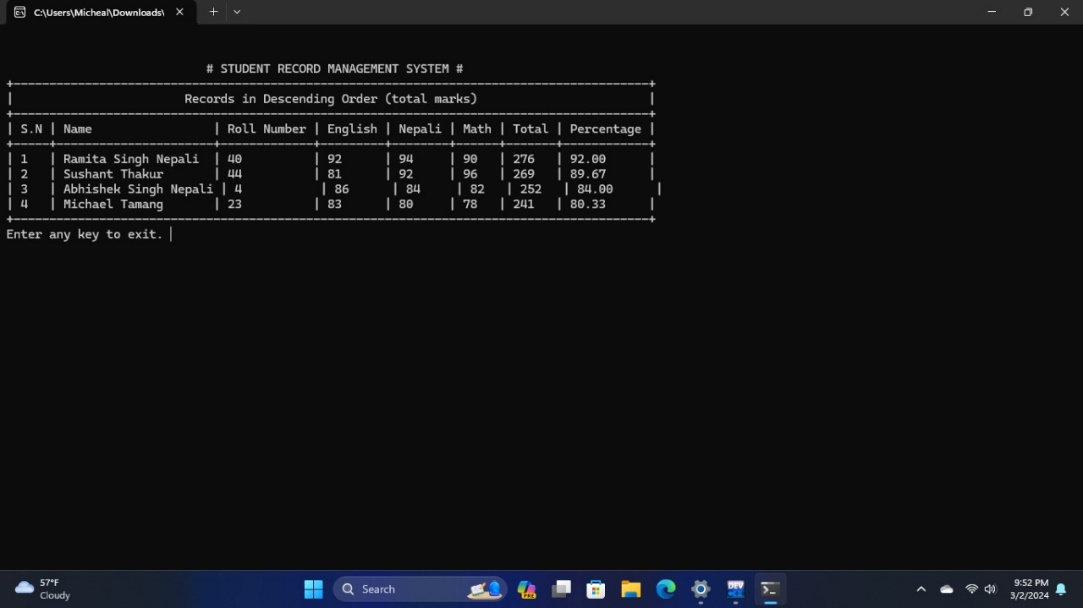 C:\Users\Micheal\Downloads\
# STUDENT RECORD MANAGEMENT SYSTEM #
Records in Descending Order (total marks)
| S.N | Name | Roll Number | English | Nepali | Math | Total | Percentage |
| 1 | Ramita Singh Nepali | 40 | 92 | 94 | 90 | 276 | 92.00 |
| 2 | Sushant Thakur | 44 | 81 | 92 | 96 | 269 | 89.67 |
| 3 | Abhishek Singh Nepali | 4 | 86 | 84 | 82 | 252 | 84.00 |
| 4 | Michael Tamang | 23 | 83 | 80 | 78 | 241 | 80.33 |
Enter any key to exit.
57°F
Cloudy
Search
PRE
DEV
9:52 PM
3/2/2024